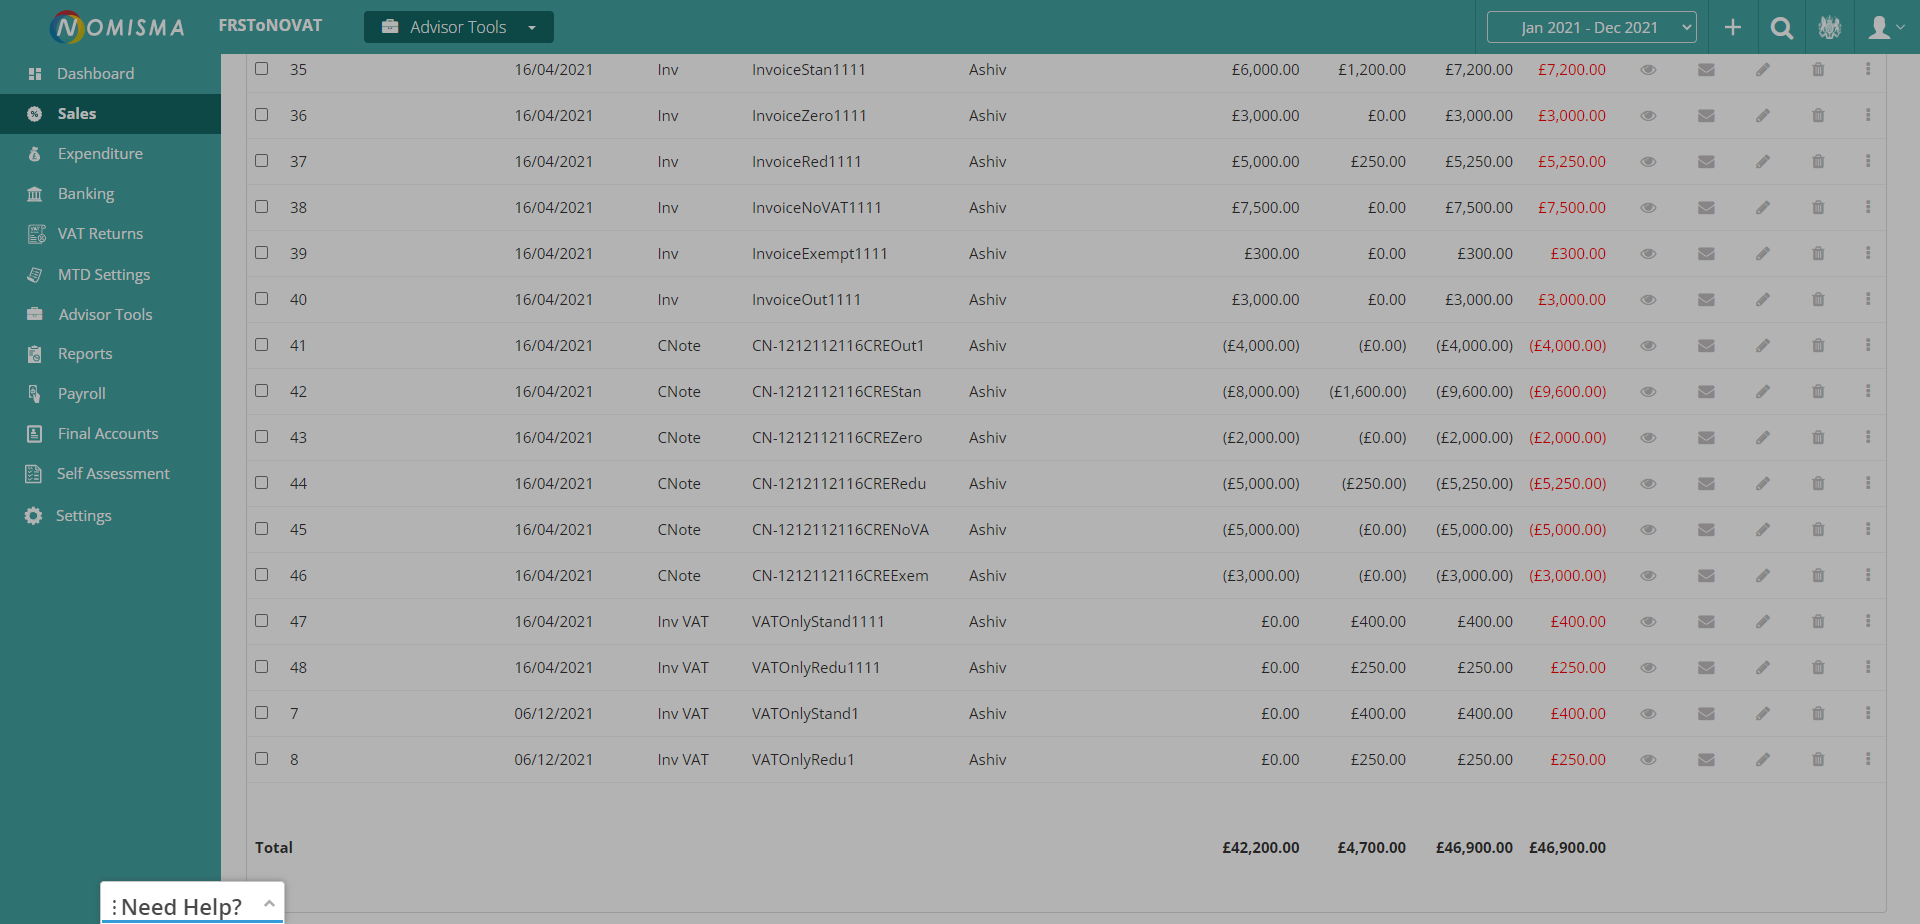 NOMISMA FRSToNOVAT Advisor Tools Jan 2021 - Dec 2021
Dashboard
Sales
Expenditure
Banking
VAT Returns
MTD Settings
Advisor Tools
Reports
Payroll
Final Accounts
Self Assessment
Settings
35 16/04/2021 Inv InvoiceStan1111 Ashiv £6,000.00 £1,200.00 £7,200.00 £7,200.00
36 16/04/2021 Inv InvoiceZero1111 Ashiv £3,000.00 £0.00 £3,000.00 £3,000.00
37 16/04/2021 Inv InvoiceRed1111 Ashiv £5,000.00 £250.00 £5,250.00 £5,250.00
38 16/04/2021 Inv InvoiceNoVAT1111 Ashiv £7,500.00 £0.00 £7,500.00 £7,500.00
39 16/04/2021 Inv InvoiceExempt1111 Ashiv £300.00 £0.00 £300.00 £300.00
40 16/04/2021 Inv InvoiceOut1111 Ashiv £3,000.00 £0.00 £3,000.00 £3,000.00
41 16/04/2021 CNote CN-1212112116CREOut1 Ashiv (£4,000.00) (£0.00) (£4,000.00) (£4,000.00)
42 16/04/2021 CNote CN-1212112116CREStan Ashiv (£8,000.00) (£1,600.00) (£9,600.00) (£9,600.00)
43 16/04/2021 CNote CN-1212112116CREZero Ashiv (£2,000.00) (£0.00) (£2,000.00) (£2,000.00)
44 16/04/2021 CNote CN-1212112116CRERedu Ashiv (£5,000.00) (£250.00) (£5,250.00) (£5,250.00)
45 16/04/2021 CNote CN-1212112116CRENoVA Ashiv (£5,000.00) (£0.00) (£5,000.00) (£5,000.00)
46 16/04/2021 CNote CN-1212112116CREExem Ashiv (£3,000.00) (£0.00) (£3,000.00) (£3,000.00)
47 16/04/2021 Inv VAT VATOnlyStand1111 Ashiv £0.00 £400.00 £400.00 £400.00
48 16/04/2021 Inv VAT VATOnlyRedu1111 Ashiv £0.00 £250.00 £250.00 £250.00
7 06/12/2021 Inv VAT VATOnlyStand1 Ashiv £0.00 £400.00 £400.00 £400.00
8 06/12/2021 Inv VAT VATOnlyRedu1 Ashiv £0.00 £250.00 £250.00 £250.00
Total £42,200.00 £4,700.00 £46,900.00 £46,900.00
Need Help?